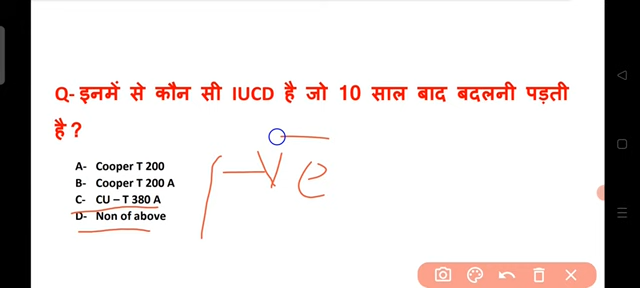 Q- इनमें से कौन सी IUCD है जो 10 साल बाद बदलनी पड़ती
है ?
A- Cooper T 200
B- Cooper T 200 A
C- CU – T 380 A
D- Non of above